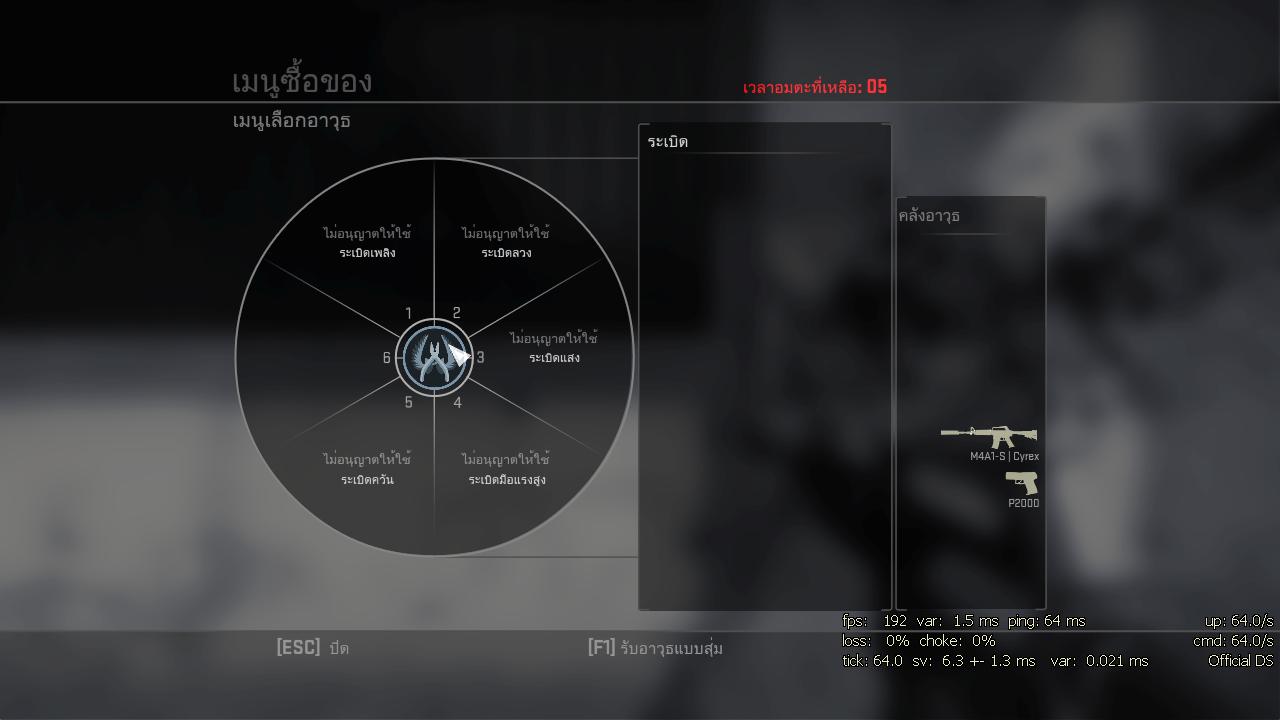 เมนูซื้อของ
เวลาอมตะที่เหลือ: 05
เมนูเลือกอาวุธ
ระเบิด
คลังอาวุธ
ไม่อนุญาตให้ใช้
ระเบิดเพลิง
ไม่อนุญาตให้ใช้
ระเบิดลวง
1
2
ไม่อนุญาตให้ใช้
ระเบิดแสง
6
3
5
4
ไม่อนุญาตให้ใช้
ระเบิดควัน
ไม่อนุญาตให้ใช้
ระเบิดมือแรงสูง
M4A1-S | Cyrex
P2000
[ESC] ปิด
[F1] รับอาวุธแบบสุ่ม
fps: 192 var: 1.5 ms ping: 64 ms up: 64.0/s
loss: 0% choke: 0% cmd: 64.0/s
tick: 64.0 sv: 6.3 +- 1.3 ms var: 0.021 ms Official DS